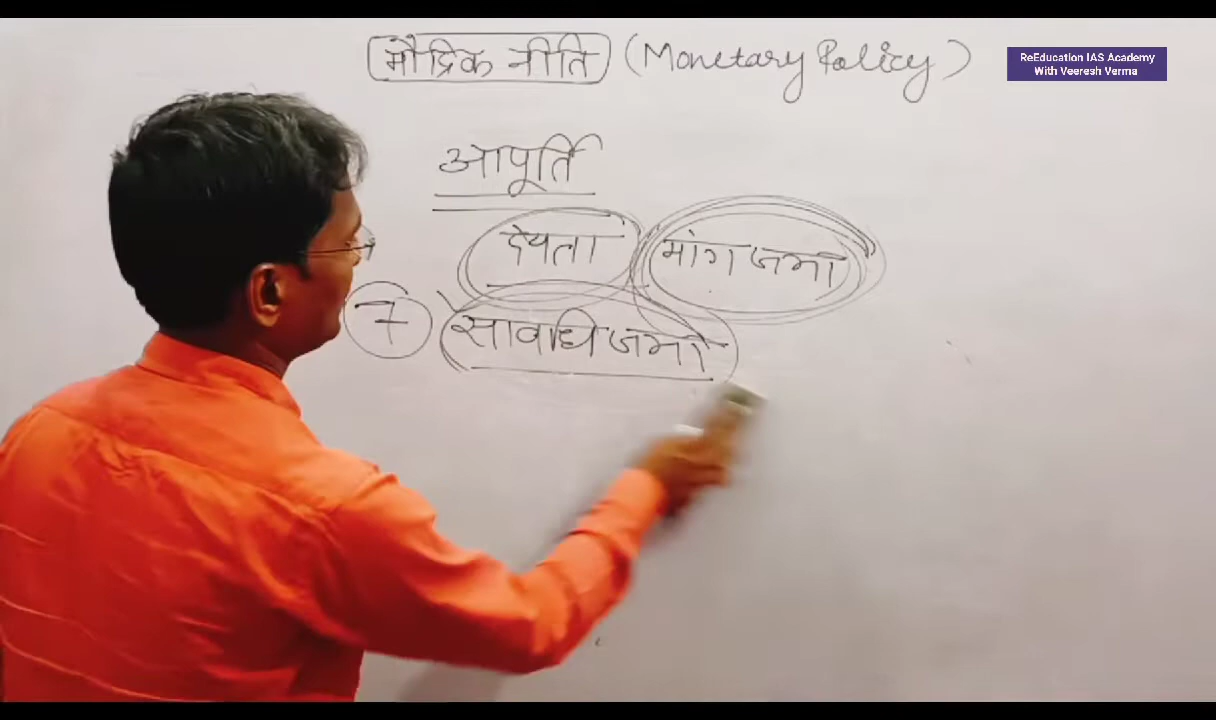 मौद्रिक नीति (Monetary Policy)
ReEducation IAS Academy
With Veeresh Verma
आपूर्ति
देयता मांग जमा
7 सावधि जमा